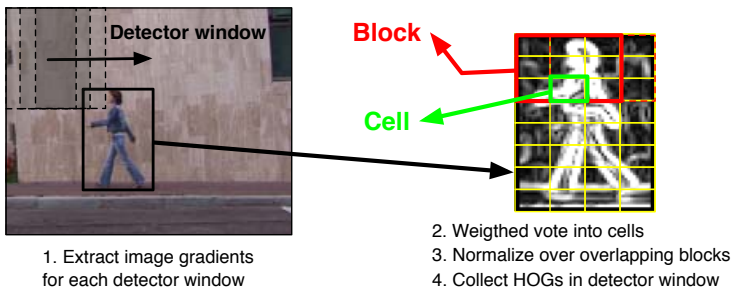 Detector window
Block
Cell
1. Extract image gradients
for each detector window
2. Weigthed vote into cells
3. Normalize over overlapping blocks
4. Collect HOGs in detector window